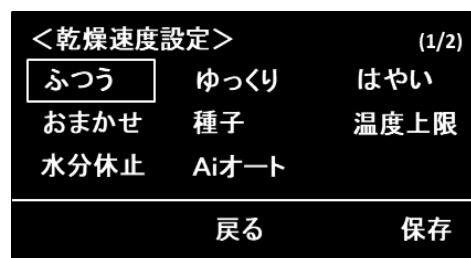 ＜乾燥速度設定＞ (1/2)
ふつう ゆっくり はやい
おまかせ 種子 温度上限
水分休止 Aiオート
戻る 保存